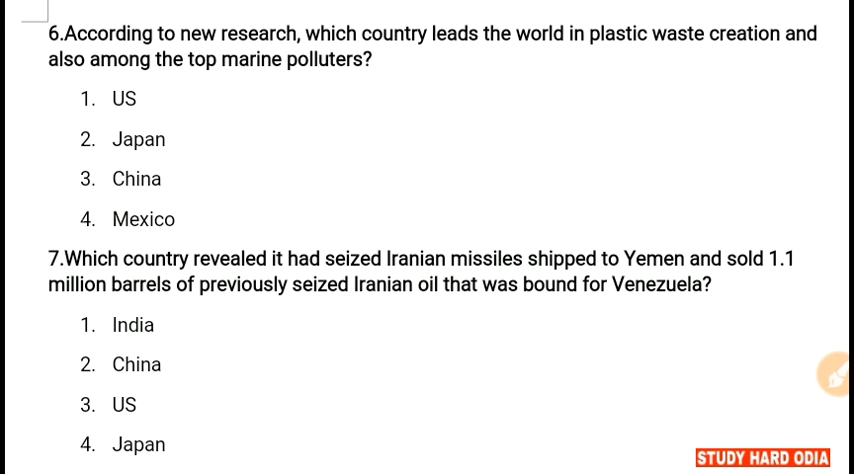 6.According to new research, which country leads the world in plastic waste creation and
also among the top marine polluters?
1. US
2. Japan
3. China
4. Mexico
7.Which country revealed it had seized Iranian missiles shipped to Yemen and sold 1.1
million barrels of previously seized Iranian oil that was bound for Venezuela?
1. India
2. China
3. US
4. Japan
STUDY HARD ODIA